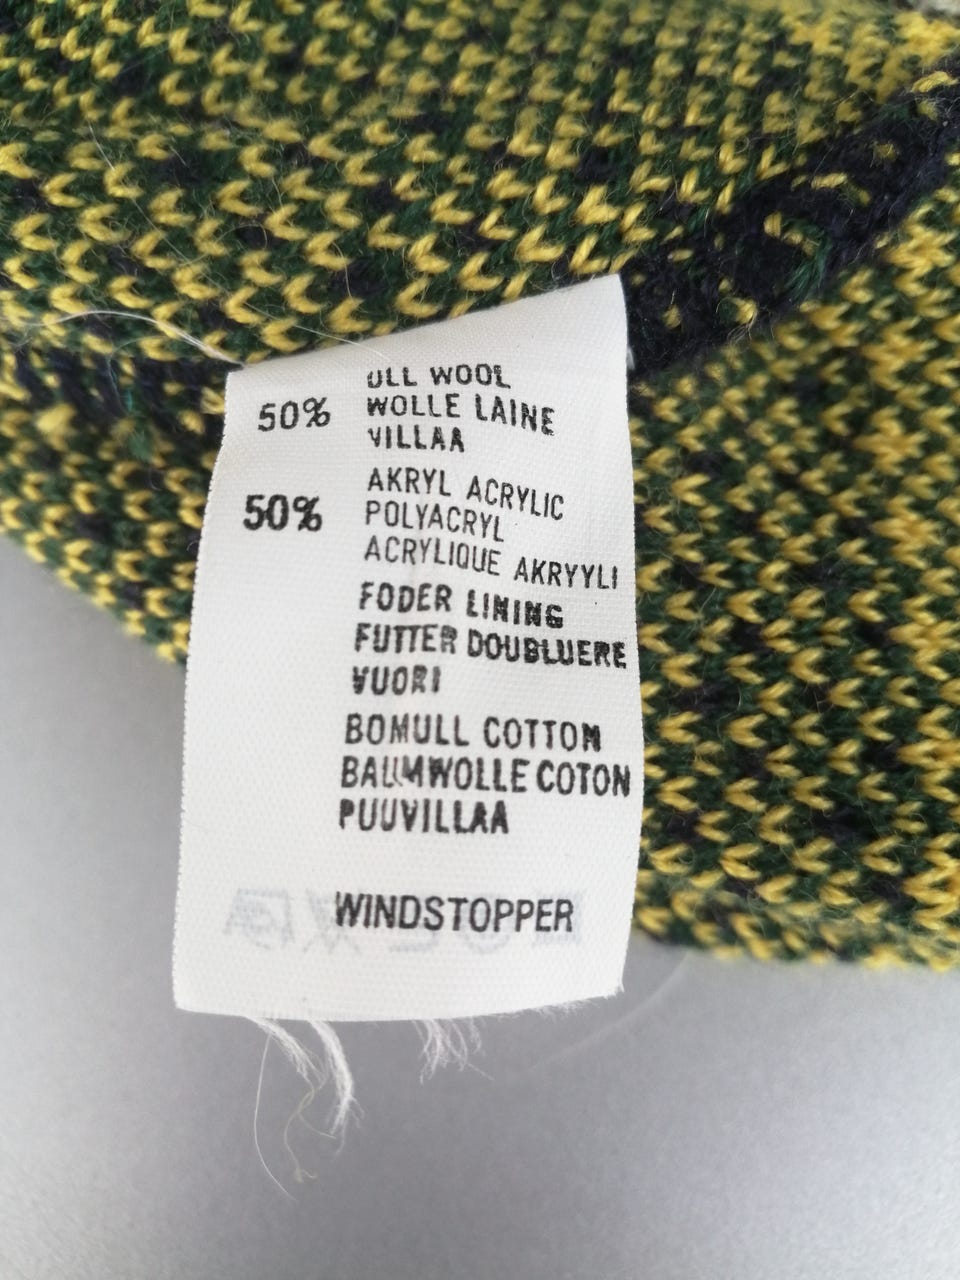 ULL WOOL
50% WOLLE LAINE
VILLAA
AKRYL ACRYLIC
50% POLYACRYL
ACRYLIQUE AKRYYLI
FODER LINING
FUTTER DOUBLUERE
VUORI
BOMULL COTTON
BAUMWOLLE COTON
PUUVILLAA
WINDSTOPPER